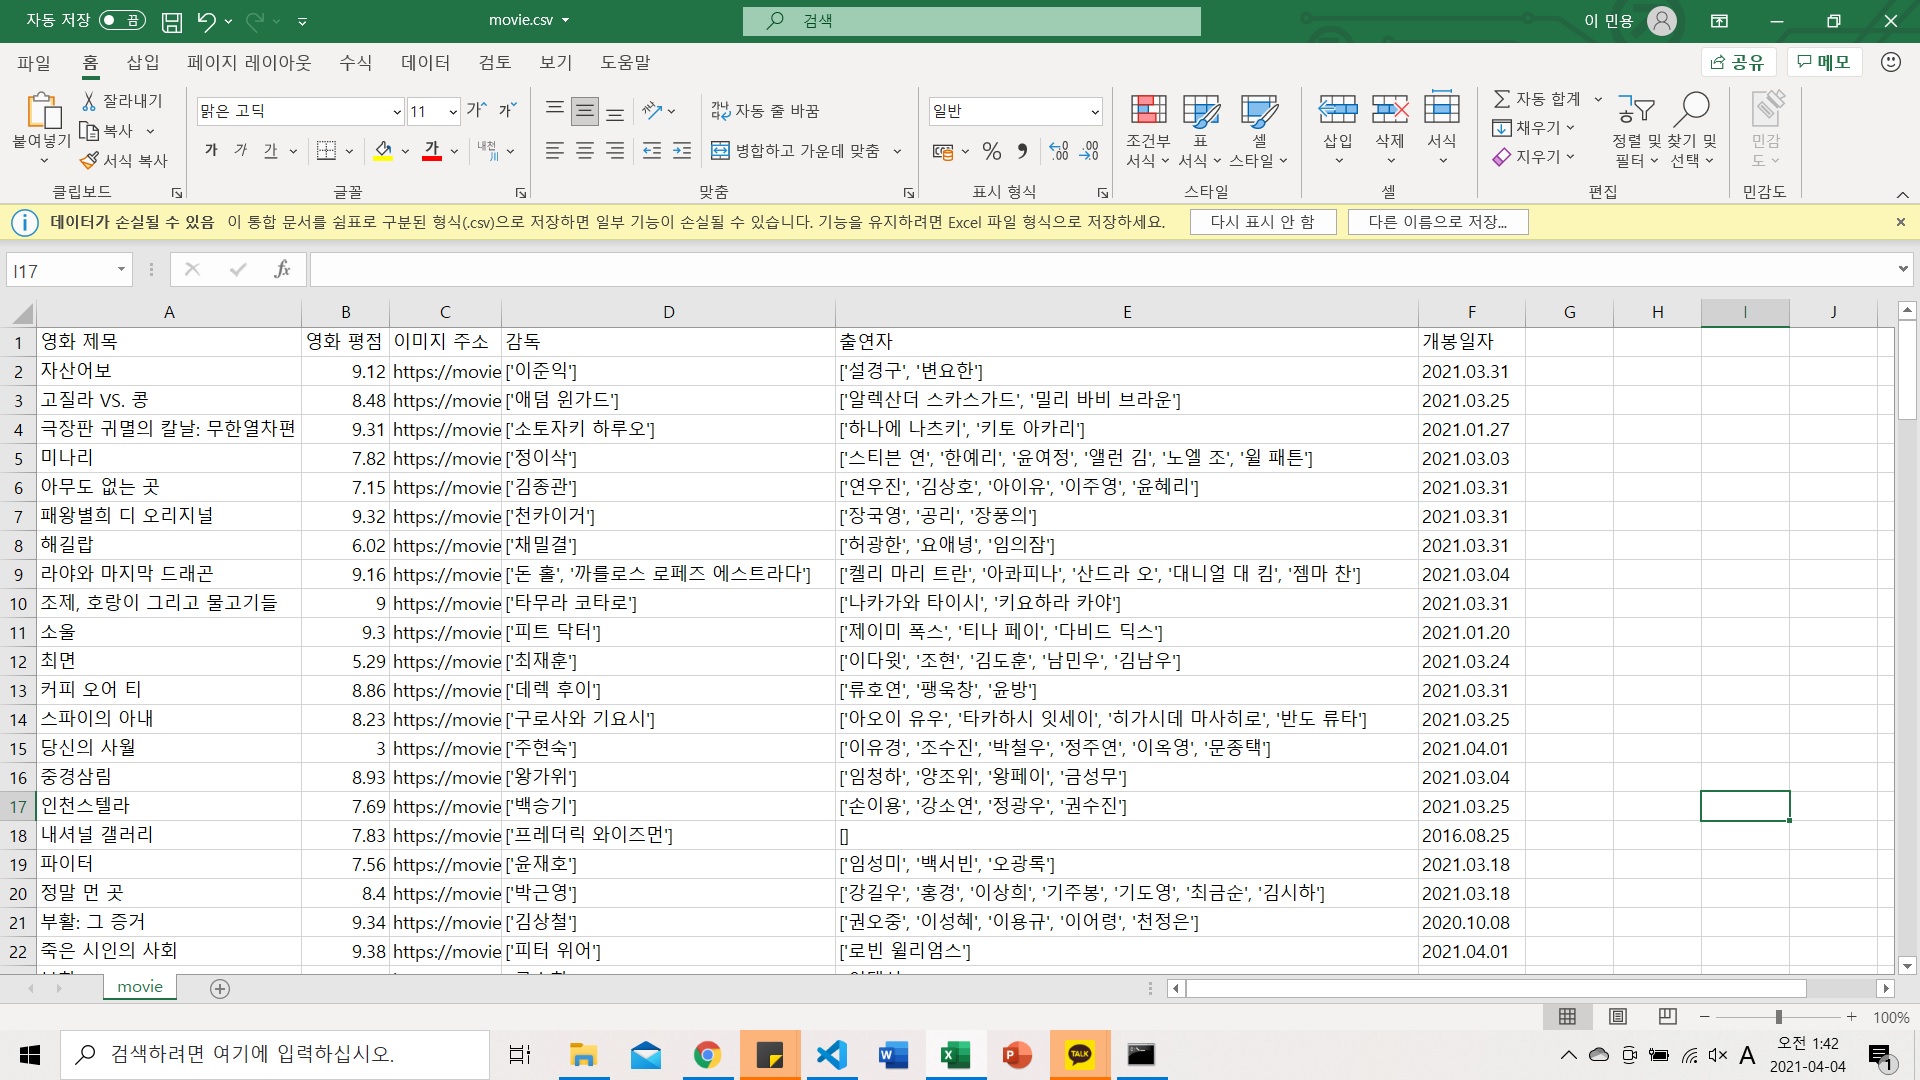 자동 저장 끔 movie.csv 검색 이 민용
파일 홈 삽입 페이지 레이아웃 수식 데이터 검토 보기 도움말 공유 메모
붙여넣기 잘라내기 복사 서식 복사 클립보드
맑은 고딕 11 가 가
가 가 가 가 내천 川 글꼴
자동 줄 바꿈
병합하고 가운데 맞춤
맞춤
일반
% .00 .00
표시 형식
조건부 서식 표 서식 셀 스타일
스타일
삽입 삭제 서식
셀
자동 합계 채우기 지우기 정렬 및 필터 찾기 및 선택
편집
민감도
민감도
데이터가 손실될 수 있음 이 통합 문서를 쉼표로 구분된 형식(.csv)으로 저장하면 일부 기능이 손실될 수 있습니다. 기능을 유지하려면 Excel 파일 형식으로 저장하세요. 다시 표시 안 함 다른 이름으로 저장...
I17 fx
A B C D E F G H I J
1 영화 제목 영화 평점 이미지 주소 감독 출연자 개봉일자
2 자산어보 9.12 https://movie ['이준익'] ['설경구', '변요한'] 2021.03.31
3 고질라 VS. 콩 8.48 https://movie ['애덤 윈가드'] ['알렉산더 스카스가드', '밀리 바비 브라운'] 2021.03.25
4 극장판 귀멸의 칼날: 무한열차편 9.31 https://movie ['소토자키 하루오'] ['하나에 나츠키', '키토 아카리'] 2021.01.27
5 미나리 7.82 https://movie ['정이삭'] ['스티븐 연', '한예리', '윤여정', '앨런 김', '노엘 조', '윌 패튼'] 2021.03.03
6 아무도 없는 곳 7.15 https://movie ['김종관'] ['연우진', '김상호', '아이유', '이주영', '윤혜리'] 2021.03.31
7 패왕별희 디 오리지널 9.32 https://movie ['천카이거'] ['장국영', '공리', '장풍의'] 2021.03.31
8 해길랍 6.02 https://movie ['채밀결'] ['허광한', '요애녕', '임의잠'] 2021.03.31
9 라야와 마지막 드래곤 9.16 https://movie ['돈 홀', '까를로스 로페즈 에스트라다'] ['켈리 마리 트란', '아콰피나', '산드라 오', '대니얼 대 킴', '젬마 찬'] 2021.03.04
10 조제, 호랑이 그리고 물고기들 9 https://movie ['타무라 코타로'] ['나카가와 타이시', '키요하라 카야'] 2021.03.31
11 소울 9.3 https://movie ['피트 닥터'] ['제이미 폭스', '티나 페이', '다비드 딕스'] 2021.01.20
12 최면 5.29 https://movie ['최재훈'] ['이다윗', '조현', '김도훈', '남민우', '김남우'] 2021.03.24
13 커피 오어 티 8.86 https://movie ['데렉 후이'] ['류호연', '팽욱창', '윤방'] 2021.03.31
14 스파이의 아내 8.23 https://movie ['구로사와 기요시'] ['아오이 유우', '타카하시 잇세이', '히가시데 마사히로', '반도 류타'] 2021.03.25
15 당신의 사월 3 https://movie ['주현숙'] ['이유경', '조수진', '박철우', '정주연', '이옥영', '문종택'] 2021.04.01
16 중경삼림 8.93 https://movie ['왕가위'] ['임청하', '양조위', '왕페이', '금성무'] 2021.03.04
17 인천스텔라 7.69 https://movie ['백승기'] ['손이용', '강소연', '정광우', '권수진'] 2021.03.25
18 내셔널 갤러리 7.83 https://movie ['프레더릭 와이즈먼'] [] 2016.08.25
19 파이터 7.56 https://movie ['윤재호'] ['임성미', '백서빈', '오광록'] 2021.03.18
20 정말 먼 곳 8.4 https://movie ['박근영'] ['강길우', '홍경', '이상희', '기주봉', '기도영', '최금순', '김시하'] 2021.03.18
21 부활: 그 증거 9.34 https://movie ['김상철'] ['권오중', '이성혜', '이용규', '이어령', '천정은'] 2020.10.08
22 죽은 시인의 사회 9.38 https://movie ['피터 위어'] ['로빈 윌리엄스'] 2021.04.01
movie
100%
검색하려면 여기에 입력하십시오. W X P TALK A 오전 1:42
2021-04-04 1